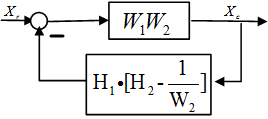 Xᵣ
W₁W₂
Xc
−
H₁•[H₂-1/W₂]